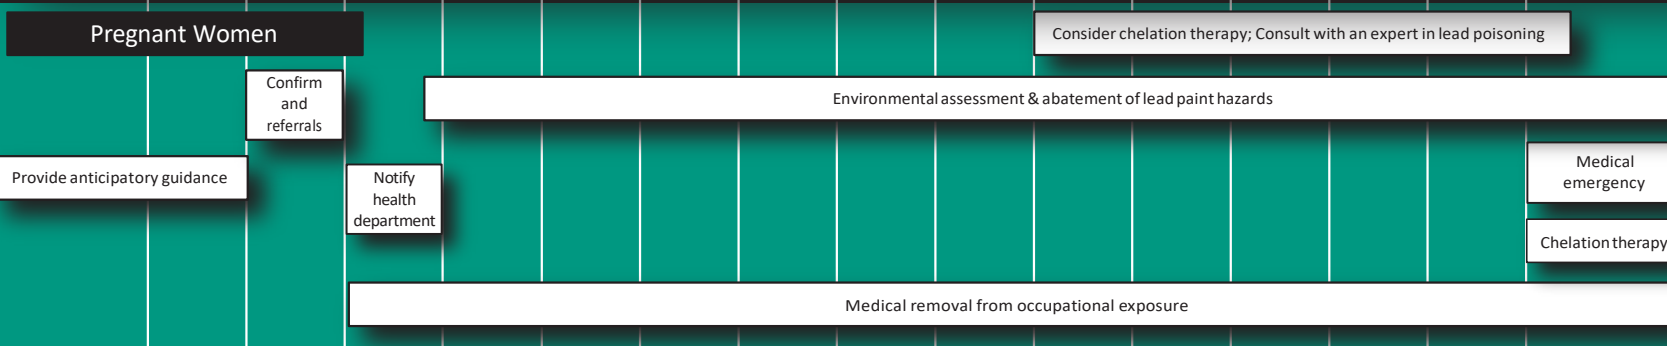 Pregnant Women
Consider chelation therapy; Consult with an expert in lead poisoning
Confirm
and
referrals
Environmental assessment & abatement of lead paint hazards
Provide anticipatory guidance
Notify
health
department
Medical
emergency
Chelation therapy
Medical removal from occupational exposure